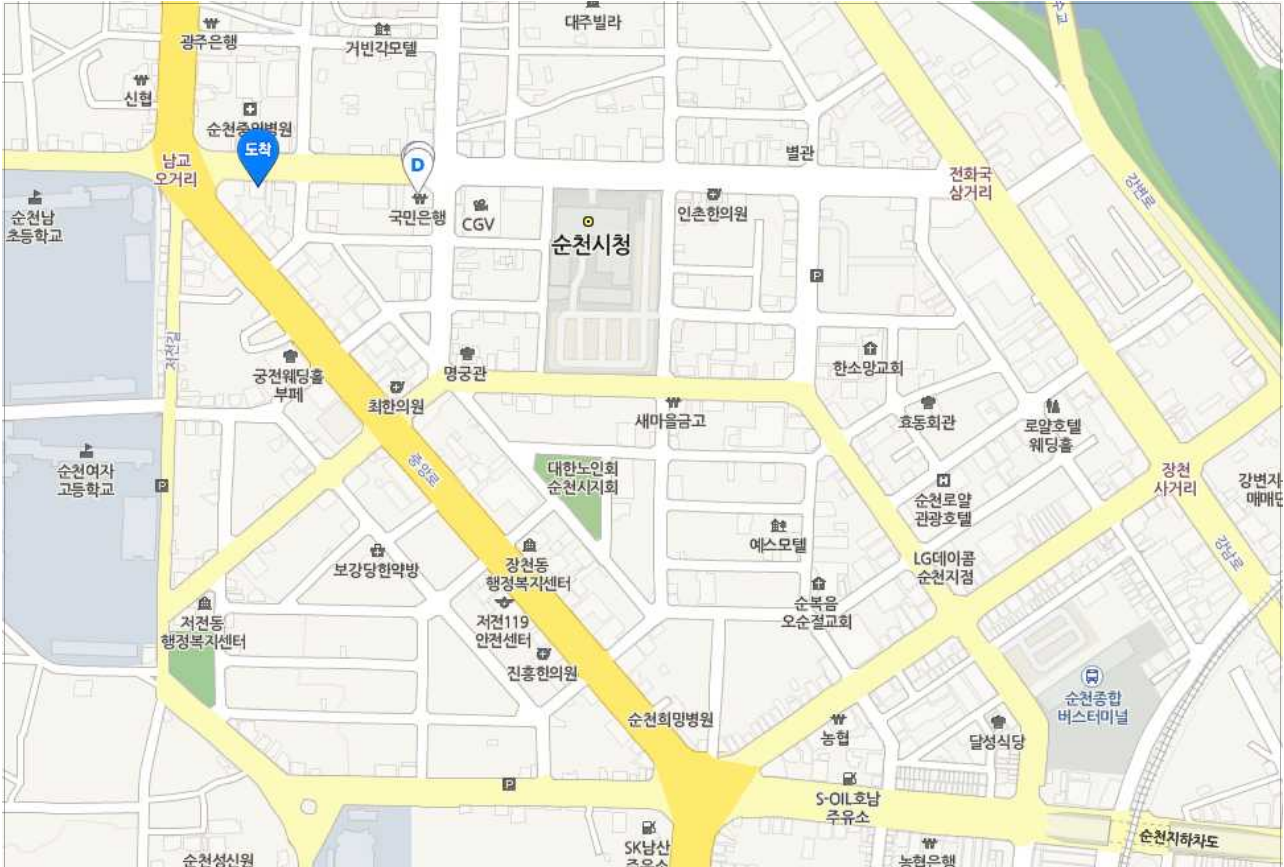 대주빌라
광주은행
거빈각모텔
신협
순천중앙병원
도착
남교
오거리
D
국민은행
CGV
순천시청
인촌한의원
별관
전화국
삼거리
강변로
순천남
초등학교
P
저전길
궁전웨딩홀
부페
명궁관
최한의원
한소망교회
새마을금고
효동회관
로얄호텔
웨딩홀
순천여자
고등학교
P
중앙로
대한노인회
순천시지회
장천
사거리
순천로얄
관광호텔
예스모텔
보강당한약방
장천동
행정복지센터
LG데이콤
순천지점
강남로
저전동
행정복지센터
저전119
안전센터
순복음
오순절교회
진흥한의원
순천종합
버스터미널
순천희망병원
농협
달성식당
P
S-OIL호남
주유소
순천지하차도
SK남산
순천성신원
농협은행